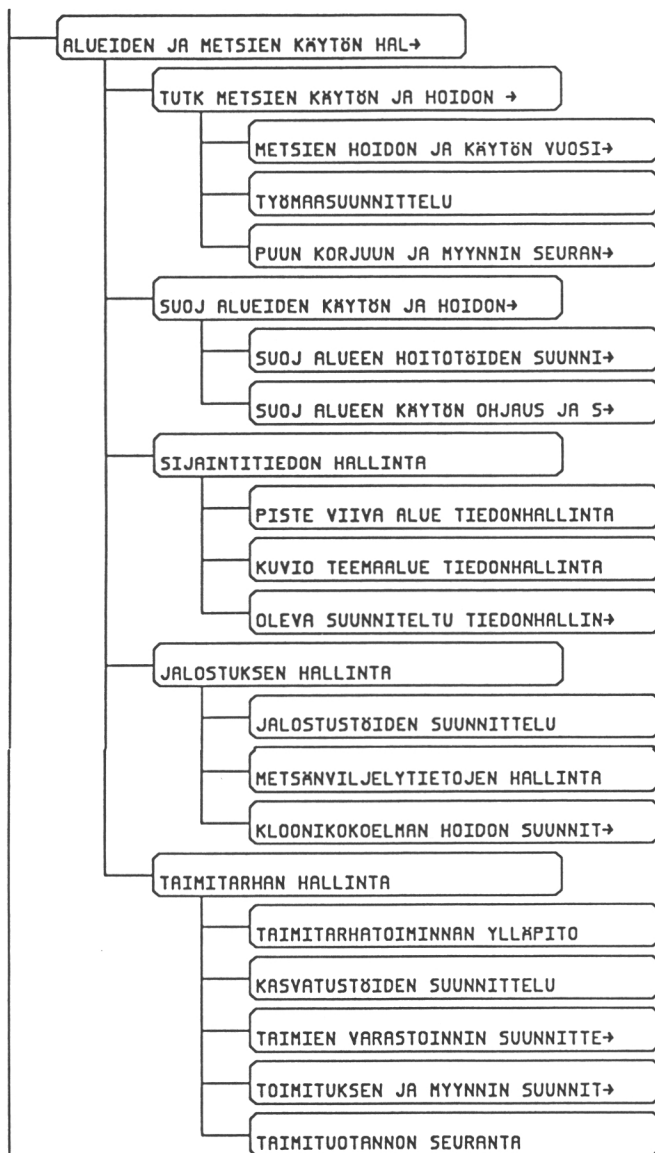 ALUEIDEN JA METSIEN KÄYTÖN HAL→
TUTK METSIEN KÄYTÖN JA HOIDON →
METSIEN HOIDON JA KÄYTÖN VUOSI→
TYÖMAASUUNNITTELU
PUUN KORJUUN JA MYYNNIN SEURAN→
SUOJ ALUEIDEN KÄYTÖN JA HOIDON→
SUOJ ALUEEN HOITOTÖIDEN SUUNNI→
SUOJ ALUEEN KÄYTÖN OHJAUS JA S→
SIJAINTITIEDON HALLINTA
PISTE VIIVA ALUE TIEDONHALLINTA
KUVIO TEEMAALUE TIEDONHALLINTA
OLEVA SUUNNITELTU TIEDONHALLIN→
JALOSTUKSEN HALLINTA
JALOSTUSTÖIDEN SUUNNITTELU
METSÄNVILJELYTIETOJEN HALLINTA
KLOONIKOKOELMAN HOIDON SUUNNIT→
TAIMITARHAN HALLINTA
TAIMITARHATOIMINNAN YLLÄPITO
KASVATUSTÖIDEN SUUNNITTELU
TAIMIEN VARASTOINNIN SUUNNITTE→
TOIMITUKSEN JA MYYNNIN SUUNNIT→
TAIMITUOTANNON SEURANTA